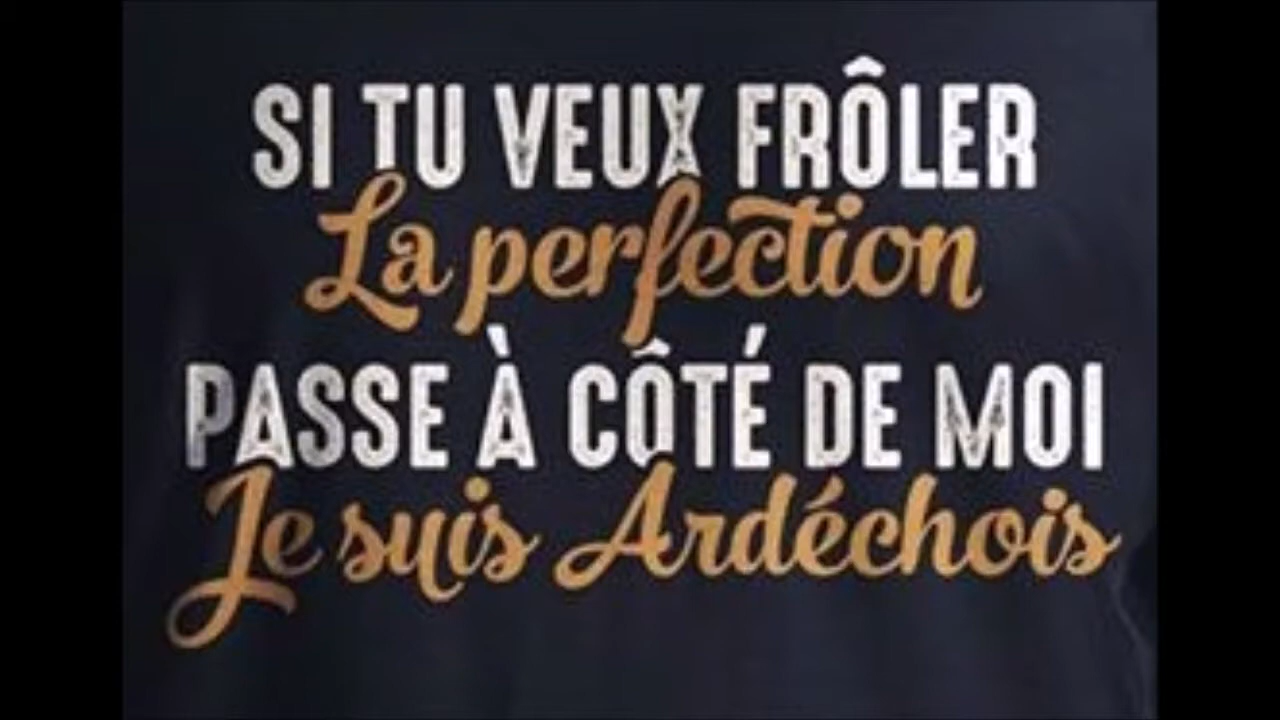 SI TU VEUX FRÔLER
La perfection
PASSE À CÔTÉ DE MOI
Je suis Ardéchois